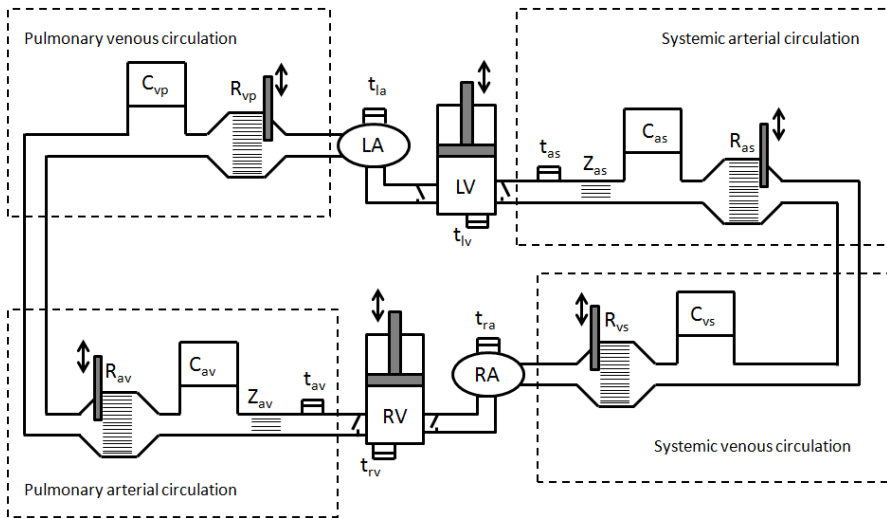 Pulmonary venous circulation
Systemic arterial circulation
C_vp
R_vp
t_la
LA
LV
t_lv
t_as
Z_as
C_as
R_as
R_av
C_av
Z_av
t_av
RV
t_rv
t_ra
RA
R_vs
C_vs
Systemic venous circulation
Pulmonary arterial circulation